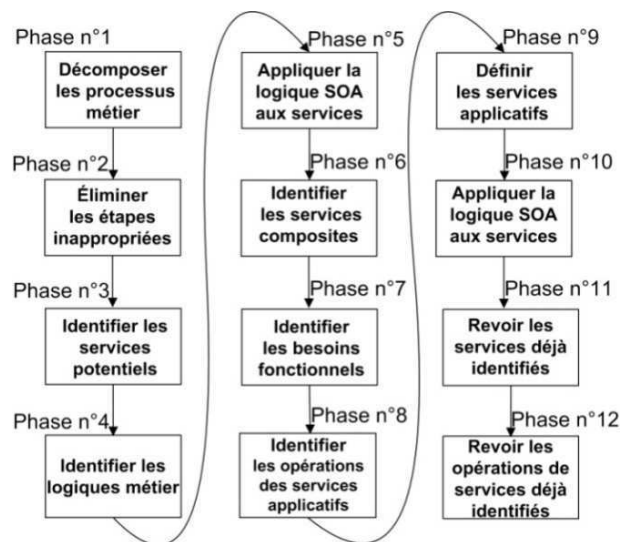 Phase n°1
Décomposer
les processus
métier
Phase n°2
Éliminer
les étapes
inappropriées
Phase n°3
Identifier les
services
potentiels
Phase n°4
Identifier les
logiques métier
Phase n°5
Appliquer la
logique SOA
aux services
Phase n°6
Identifier
les services
composites
Phase n°7
Identifier
les besoins
fonctionnels
Phase n°8
Identifier
les opérations
des services
applicatifs
Phase n°9
Définir
les services
applicatifs
Phase n°10
Appliquer la
logique SOA
aux services
Phase n°11
Revoir les
services déjà
identifiés
Phase n°12
Revoir les
opérations de
services déjà
identifiés